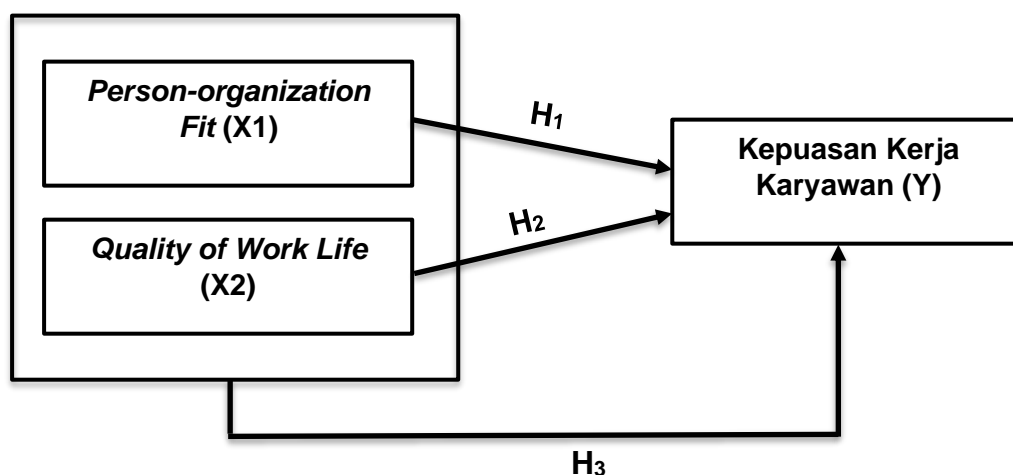 Person-organization
Fit (X1)
H1
Kepuasan Kerja
Karyawan (Y)
Quality of Work Life
(X2)
H2
H3